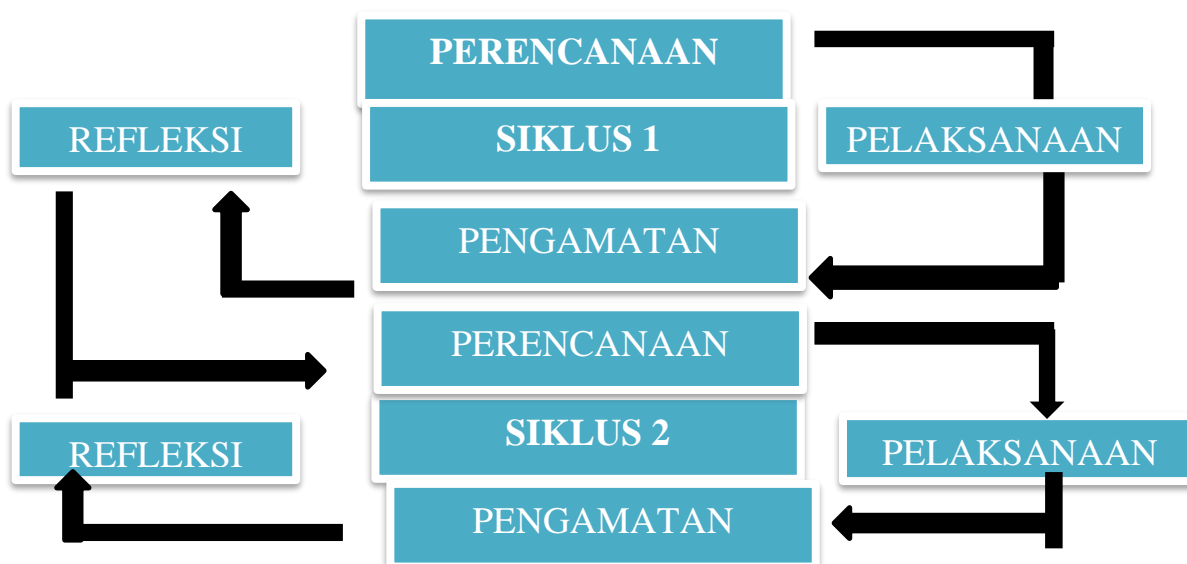 PERENCANAAN
REFLEKSI
SIKLUS 1
PELAKSANAAN
PENGAMATAN
PERENCANAAN
REFLEKSI
SIKLUS 2
PELAKSANAAN
PENGAMATAN